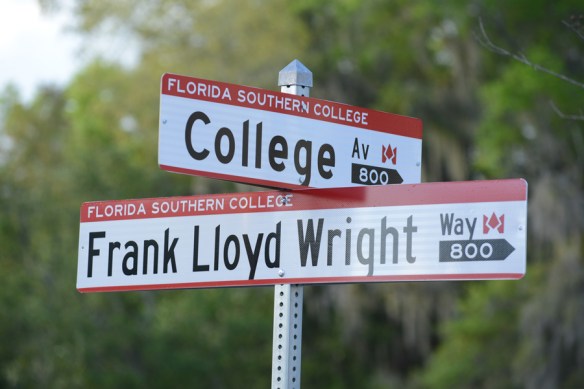 FLORIDA SOUTHERN COLLEGE
College Av
800
FLORIDA SOUTHERN COLLEGE
Frank Lloyd Wright Way
800